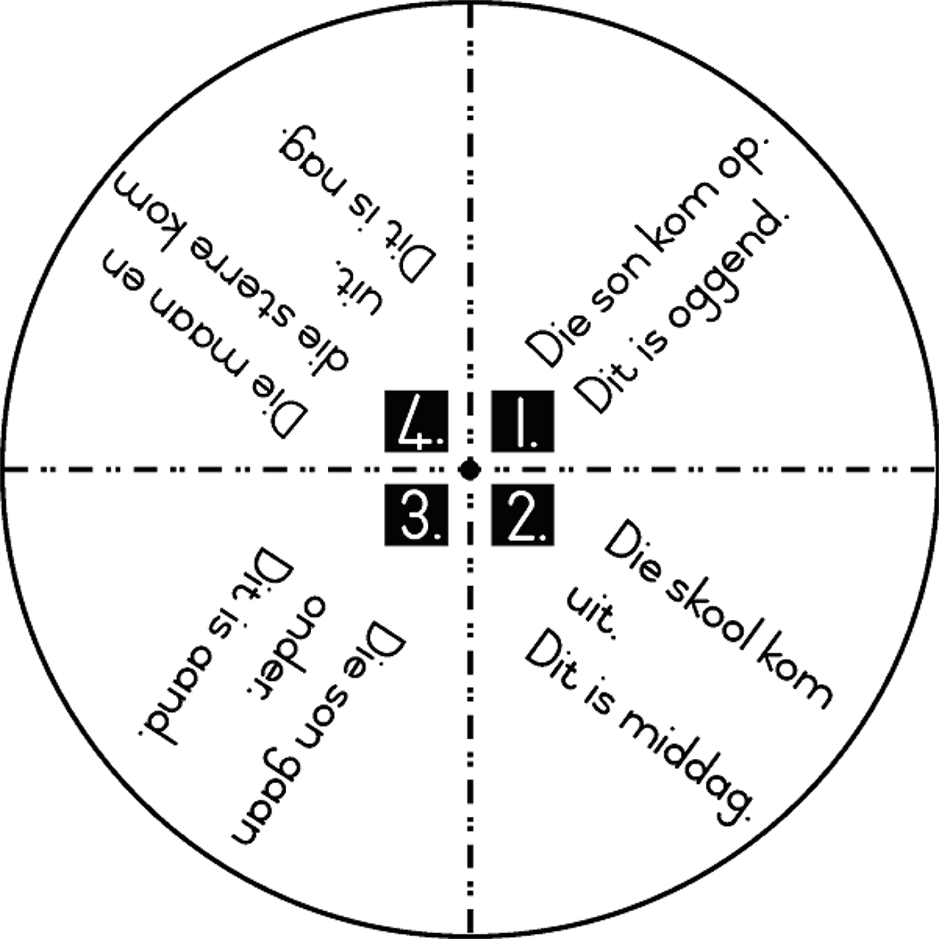 1.
Die son kom op.
Dit is oggend.
2.
Die skool kom
uit.
Dit is middag.
3.
Die son gaan
onder.
Dit is aand.
4.
Die maan en
die sterre kom
uit.
Dit is nag.